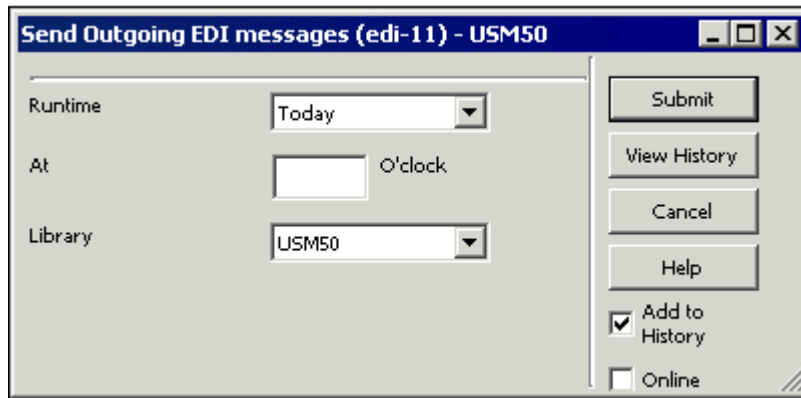 Send Outgoing EDI messages (edi-11) - USM50
Runtime
Today
Submit
At
O'clock
View History
Library
USM50
Cancel
Help
Add to
History
Online